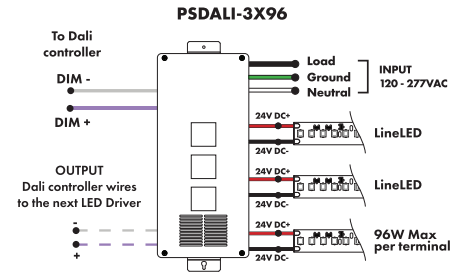 PSDALI-3X96
To Dali
controller
DIM -
DIM +
Load
Ground
Neutral
INPUT
120 - 277VAC
24V DC+
24V DC-
LineLED
24V DC+
24V DC-
LineLED
OUTPUT
Dali controller wires
to the next LED Driver
-
+
24V DC+
24V DC-
96W Max
per terminal